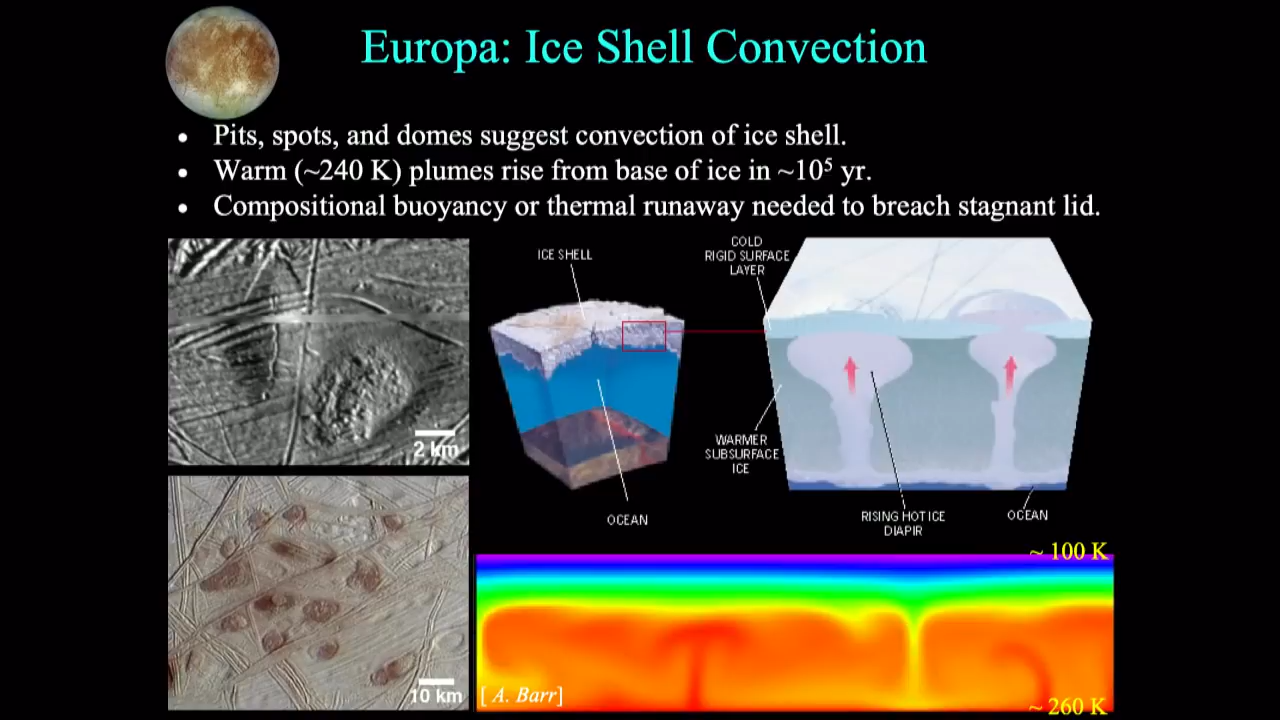 Europa: Ice Shell Convection
• Pits, spots, and domes suggest convection of ice shell.
• Warm (~240 K) plumes rise from base of ice in ~10⁵ yr.
• Compositional buoyancy or thermal runaway needed to breach stagnant lid.
2 km
10 km
ICE SHELL
OCEAN
COLD
RIGID SURFACE
LAYER
WARMER
SUBSURFACE
ICE
RISING HOT ICE
DIAPIR
OCEAN
~ 100 K
[ A. Barr]
~ 260 K